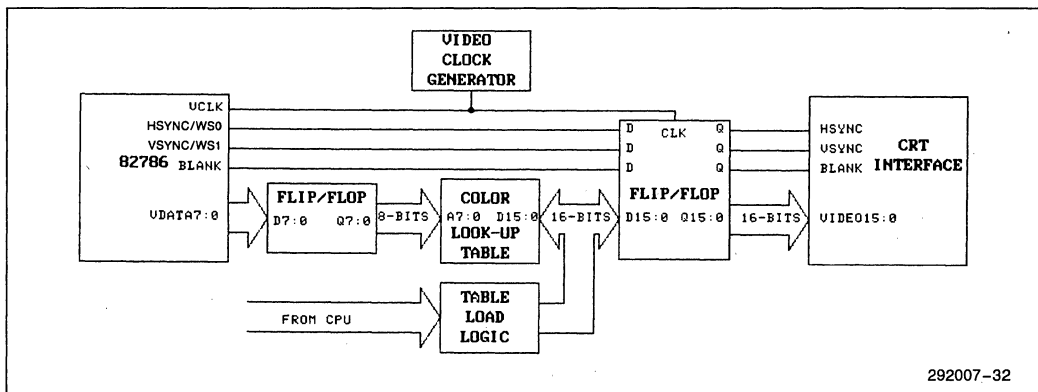 VIDEO
CLOCK
GENERATOR
VCLK
HSYNC/WS0
VSYNC/WS1
82786 BLANK
VDATA7:0
FLIP/FLOP
D7:0 Q7:0
8-BITS
COLOR
A7:0 D15:0
LOOK-UP
TABLE
16-BITS
D CLK Q
D Q
D Q
FLIP/FLOP
D15:0 Q15:0
16-BITS
HSYNC
VSYNC
BLANK
CRT
INTERFACE
VIDEO15:0
FROM CPU
TABLE
LOAD
LOGIC
292007-32